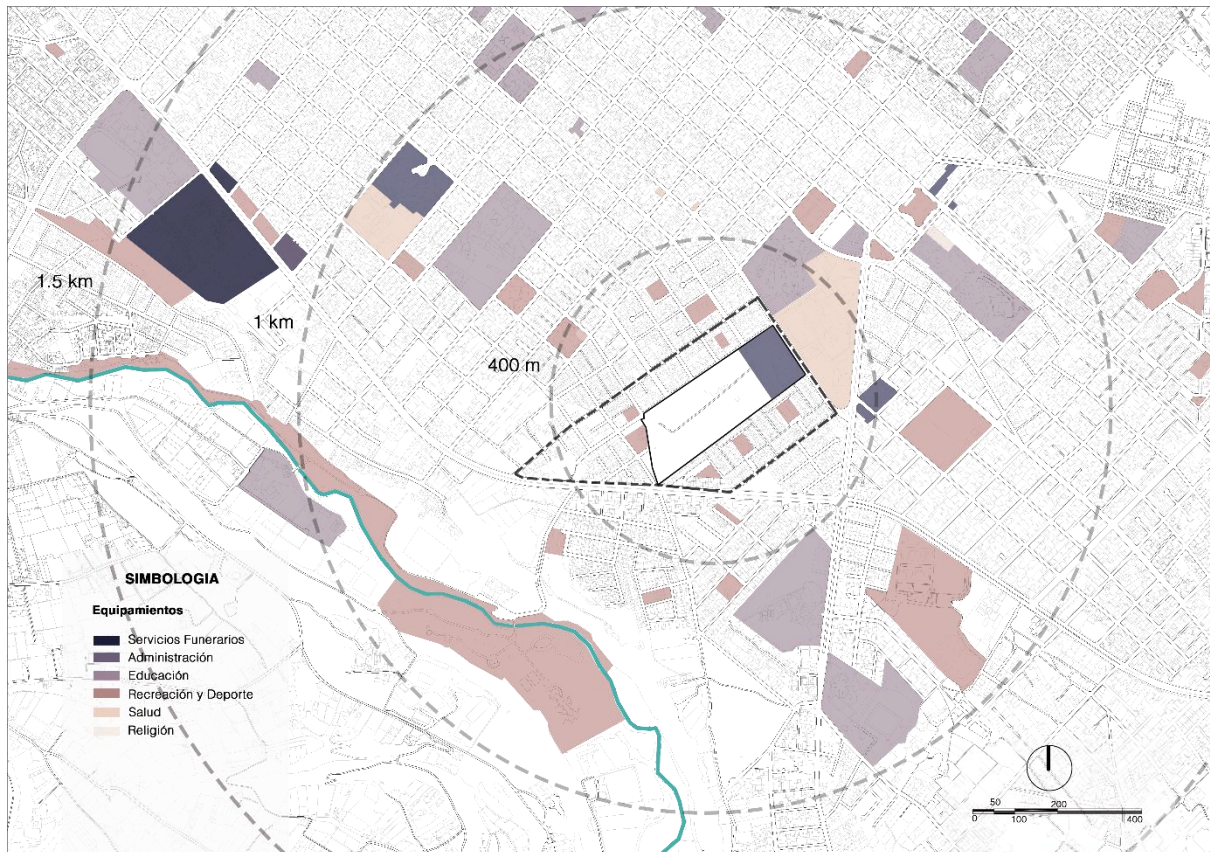 1.5 km
1 km
400 m
SIMBOLOGIA
Equipamientos
Servicios Funerarios
Administración
Educación
Recreación y Deporte
Salud
Religión
50 200
0 100 400